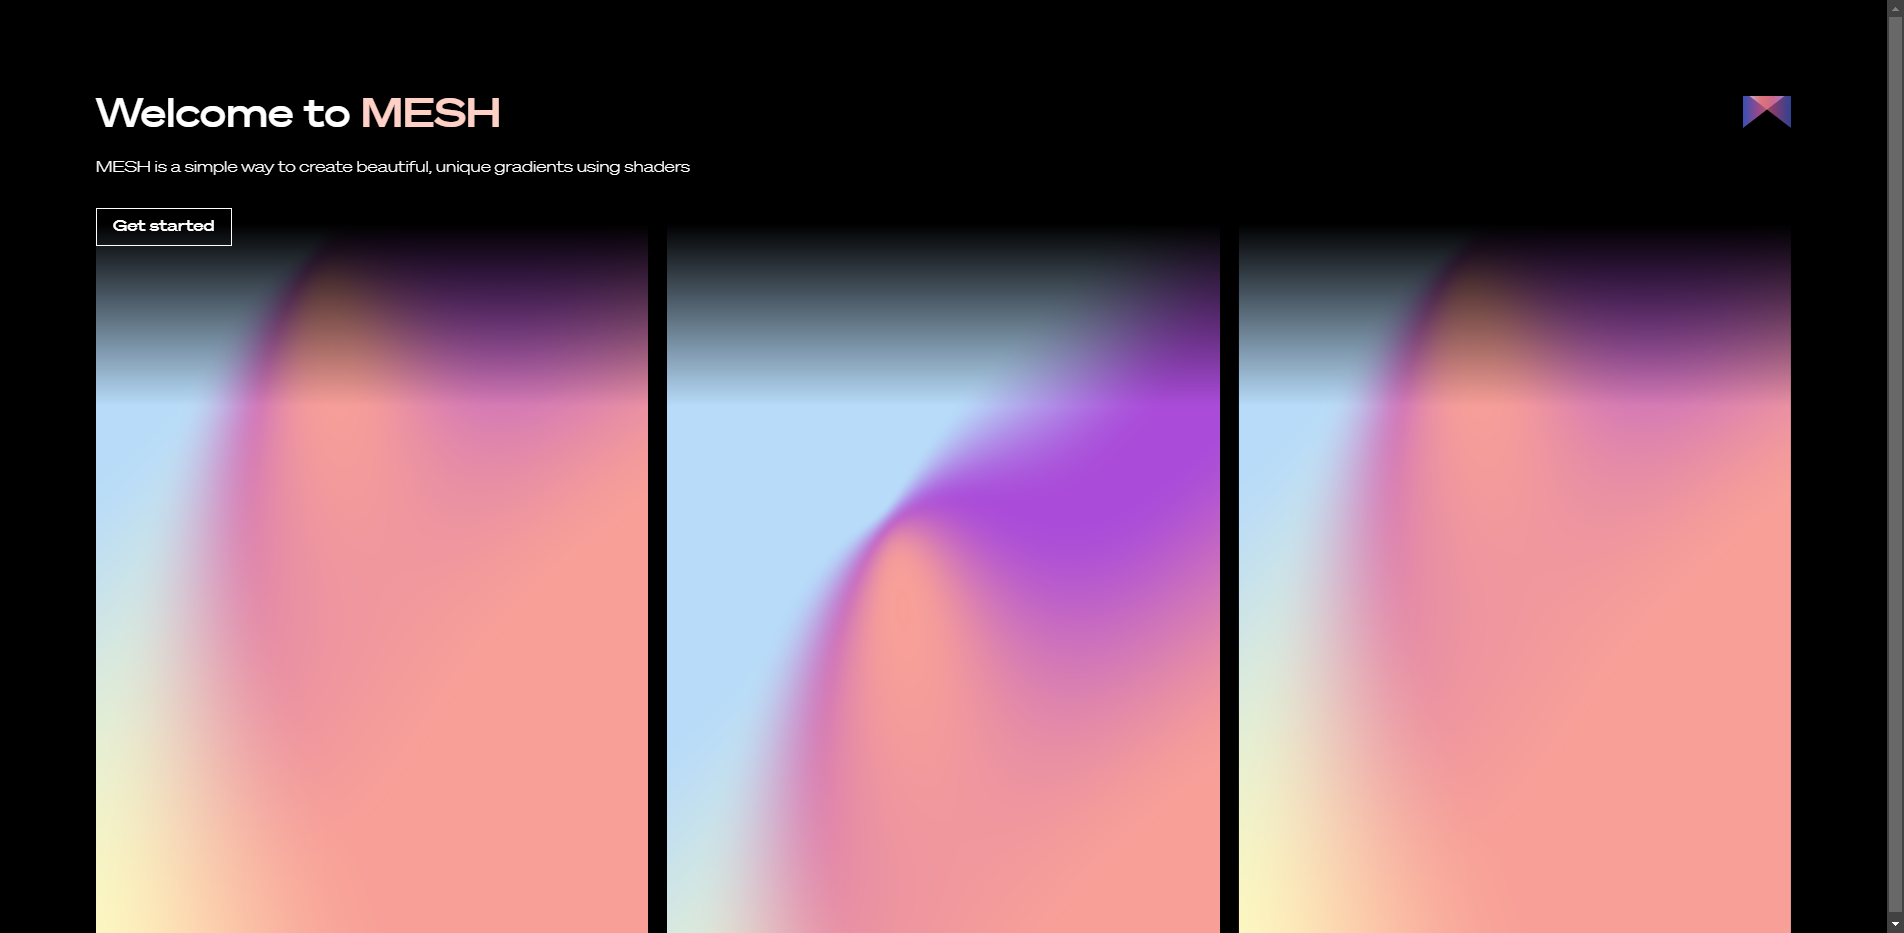 Welcome to MESH
MESH is a simple way to create beautiful, unique gradients using shaders
Get started